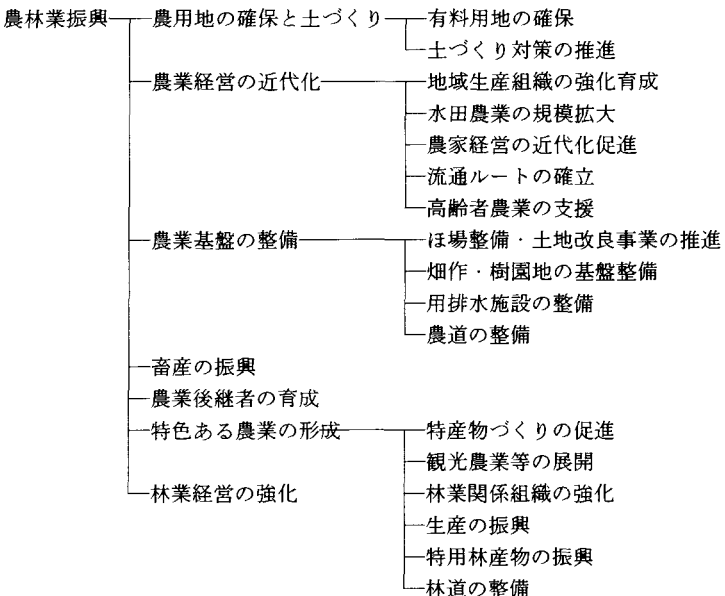 農林業振興 農用地の確保と土づくり 有料用地の確保
土づくり対策の推進
農業経営の近代化 地域生産組織の強化育成
水田農業の規模拡大
農家経営の近代化促進
流通ルートの確立
高齢者農業の支援
農業基盤の整備 ほ場整備・土地改良事業の推進
畑作・樹園地の基盤整備
用排水施設の整備
農道の整備
畜産の振興
農業後継者の育成
特色ある農業の形成 特産物づくりの促進
観光農業等の展開
林業経営の強化 林業関係組織の強化
生産の振興
特用林産物の振興
林道の整備